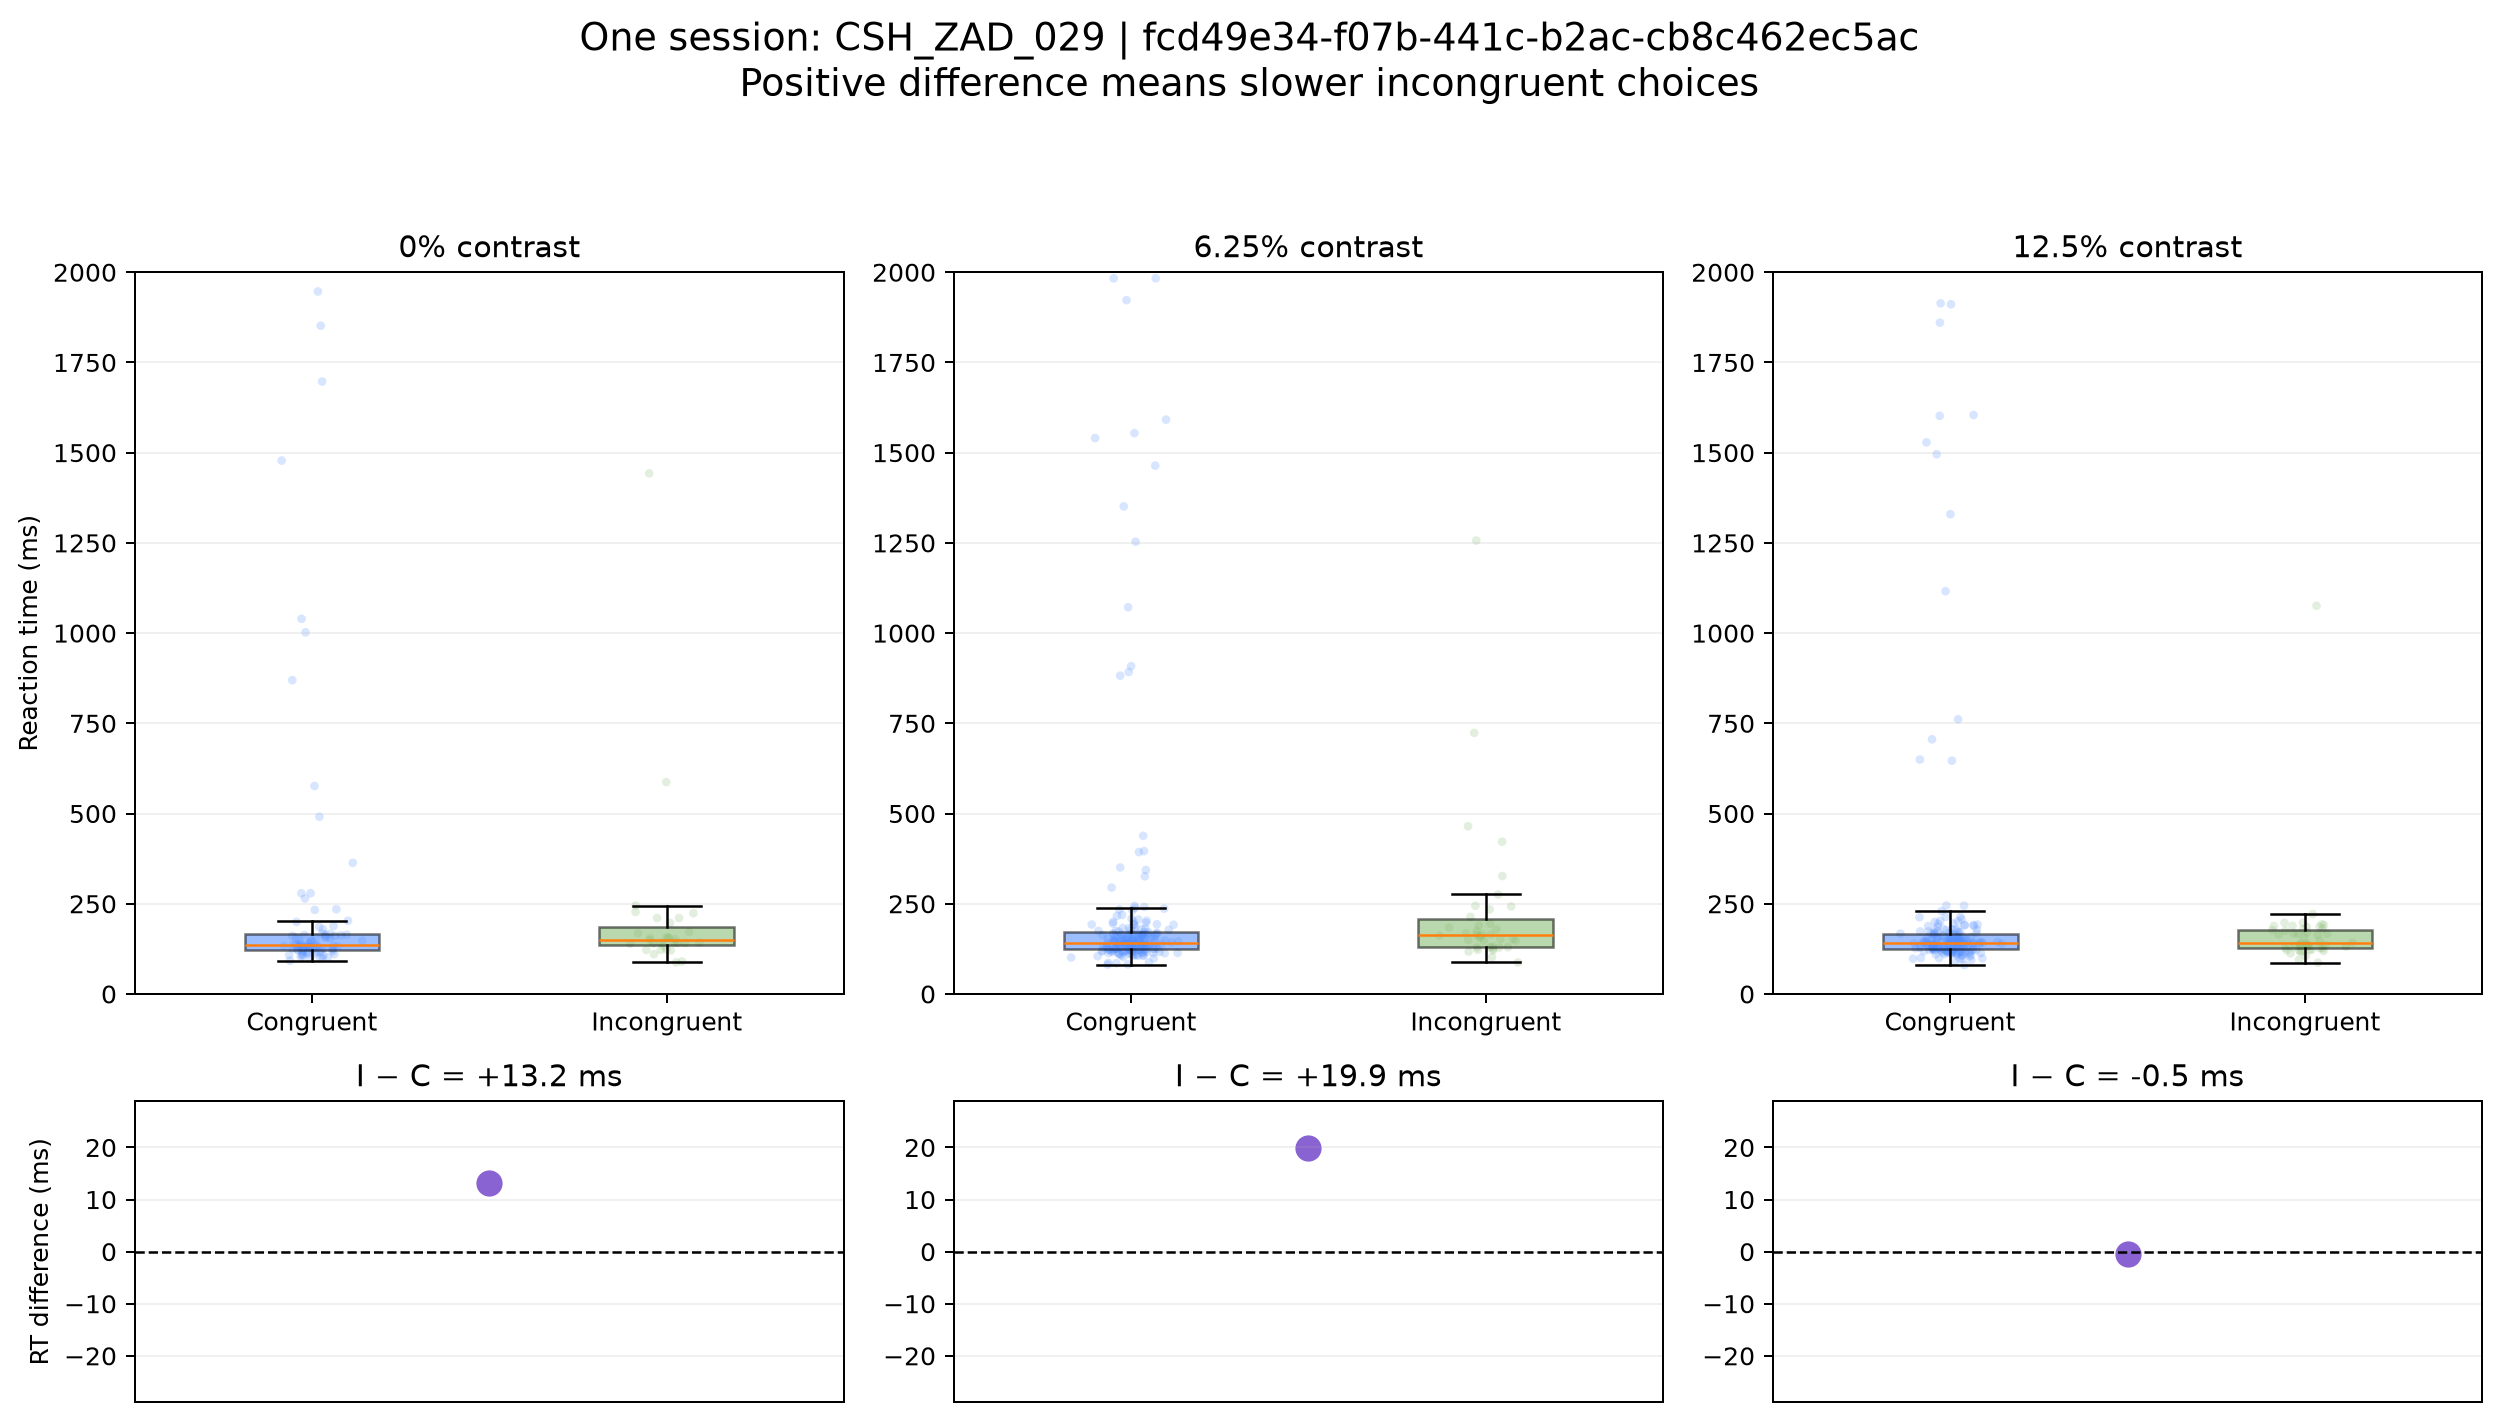 One session: CSH_ZAD_029 | fcd49e34-f07b-441c-b2ac-cb8c462ec5ac
Positive difference means slower incongruent choices
0% contrast
6.25% contrast
12.5% contrast
Reaction time (ms)
2000
1750
1500
1250
1000
750
500
250
0
Congruent
Incongruent
2000
1750
1500
1250
1000
750
500
250
0
Congruent
Incongruent
2000
1750
1500
1250
1000
750
500
250
0
Congruent
Incongruent
I − C = +13.2 ms
I − C = +19.9 ms
I − C = -0.5 ms
RT difference (ms)
20
10
0
−10
−20
20
10
0
−10
−20
20
10
0
−10
−20